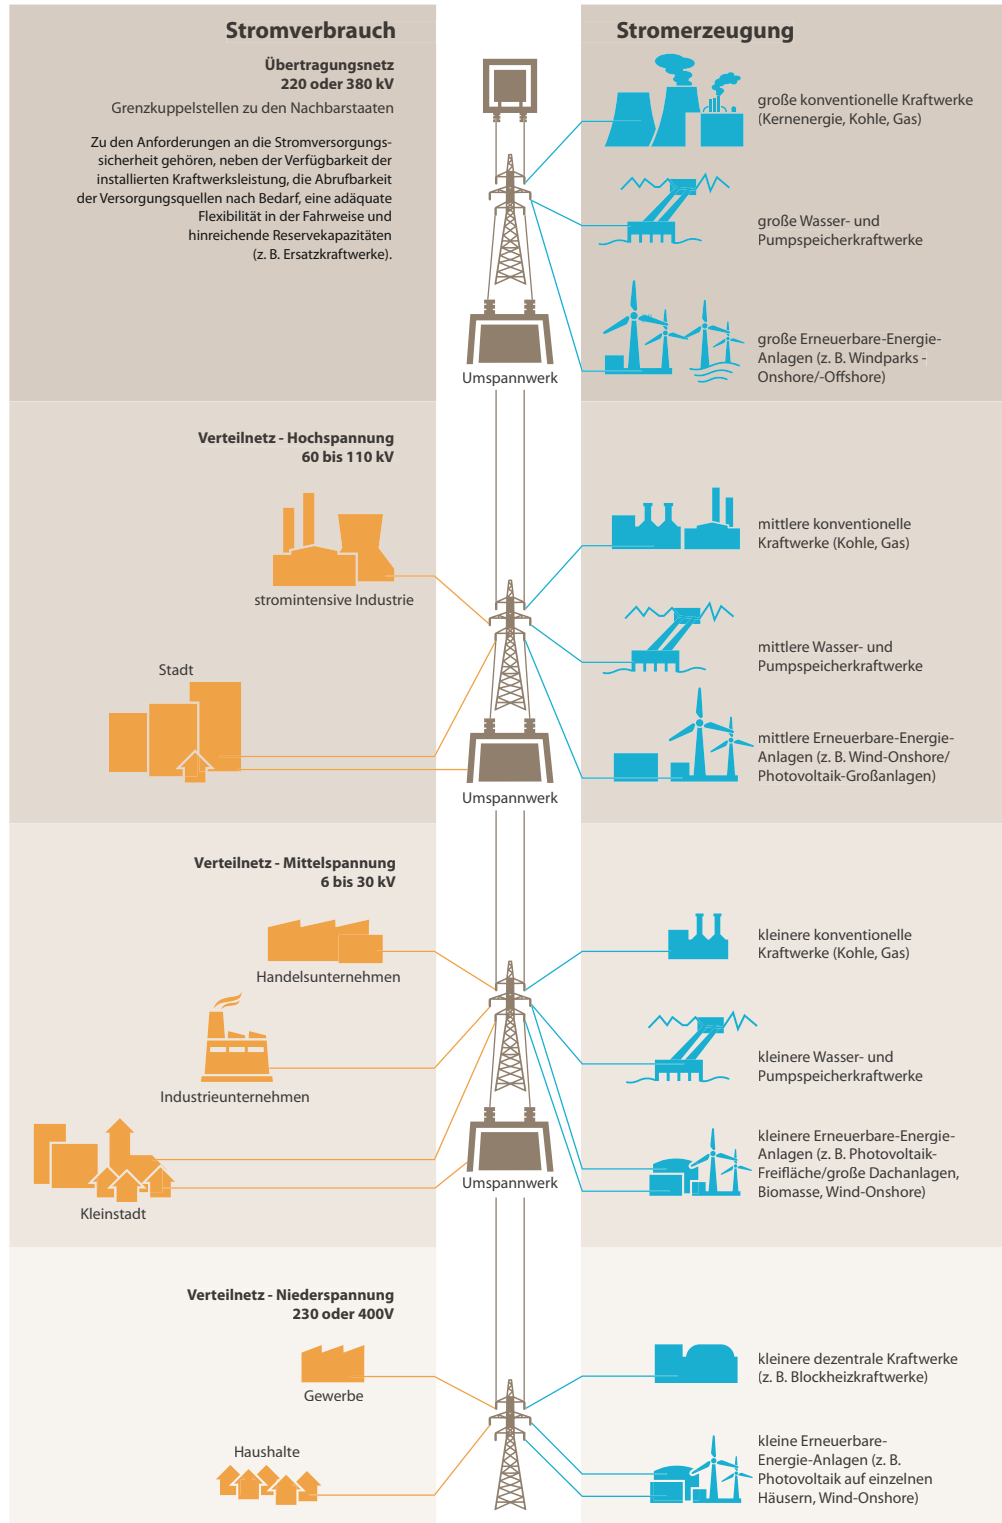 Stromverbrauch
Stromerzeugung
Übertragungsnetz
220 oder 380 kV
Grenzkuppelstellen zu den Nachbarstaaten
Zu den Anforderungen an die Stromversorgungs-
sicherheit gehören, neben der Verfügbarkeit der
installierten Kraftwerksleistung, die Abrufbarkeit
der Versorgungsquellen nach Bedarf, eine adäquate
Flexibilität in der Fahrweise und
hinreichende Reservekapazitäten
(z. B. Ersatzkraftwerke).
große konventionelle Kraftwerke
(Kernenergie, Kohle, Gas)
große Wasser- und
Pumpspeicherkraftwerke
große Erneuerbare-Energie-
Anlagen (z. B. Windparks -
Onshore/-Offshore)
Umspannwerk
Verteilnetz - Hochspannung
60 bis 110 kV
stromintensive Industrie
Stadt
mittlere konventionelle
Kraftwerke (Kohle, Gas)
mittlere Wasser- und
Pumpspeicherkraftwerke
mittlere Erneuerbare-Energie-
Anlagen (z. B. Wind-Onshore/
Photovoltaik-Großanlagen)
Umspannwerk
Verteilnetz - Mittelspannung
6 bis 30 kV
Handelsunternehmen
Industrieunternehmen
Kleinstadt
kleinere konventionelle
Kraftwerke (Kohle, Gas)
kleinere Wasser- und
Pumpspeicherkraftwerke
kleinere Erneuerbare-Energie-
Anlagen (z. B. Photovoltaik-
Freifläche/große Dachanlagen,
Biomasse, Wind-Onshore)
Umspannwerk
Verteilnetz - Niederspannung
230 oder 400V
Gewerbe
Haushalte
kleinere dezentrale Kraftwerke
(z. B. Blockheizkraftwerke)
kleine Erneuerbare-
Energie-Anlagen (z. B.
Photovoltaik auf einzelnen
Häusern, Wind-Onshore)